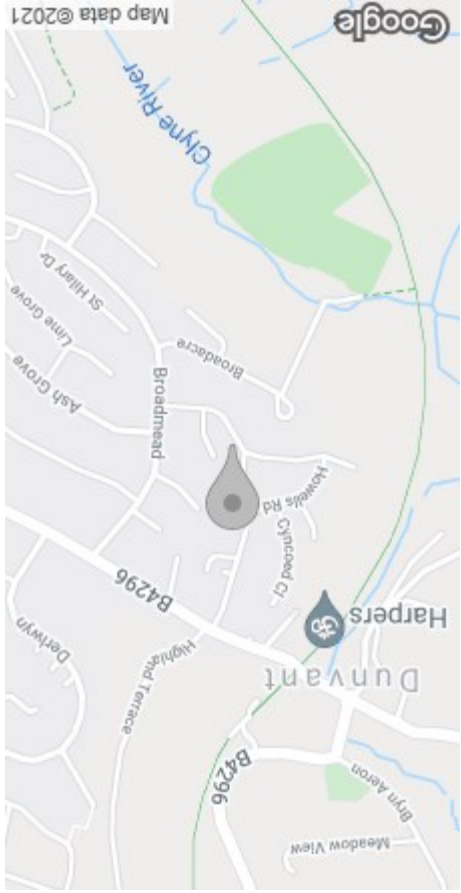 Meadow View
Bryn Aeron
B4296
Dunvant
Harpers
Highland Terrace
Derlwyn
B4296
Cyncoed Cl
Howells Rd
Broadmead
Ash Grove
Broadacre
Lime Grove
St Hilary Dr
Clyne River
Google
Map data ©2021